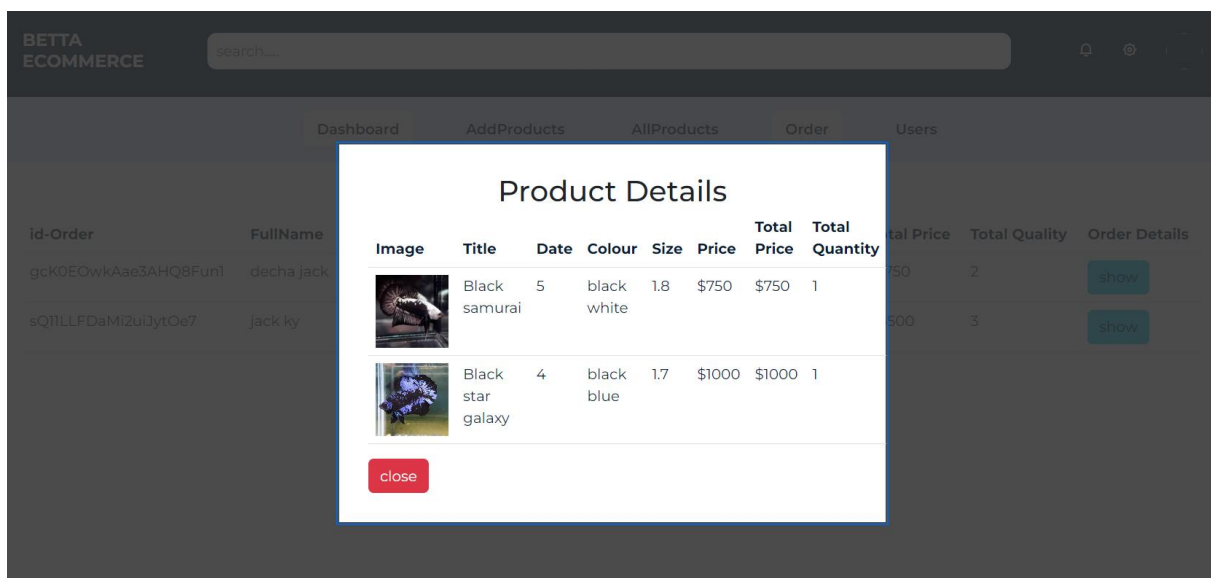 BETTA
ECOMMERCE
search.....
Dashboard AddProducts AllProducts Order Users
Product Details
id-Order FullName Image Title Date Colour Size Price Total Price Total Quantity Price Total Quality Order Details
gcK0EOwkAae3AHQ8Fun1 decha jack Black samurai 5 black white 1.8 $750 $750 1 2 show
sQ11LLFDaMi2uiJytOe7 jack ky 3 show
Black star galaxy 4 black blue 1.7 $1000 $1000 1
close